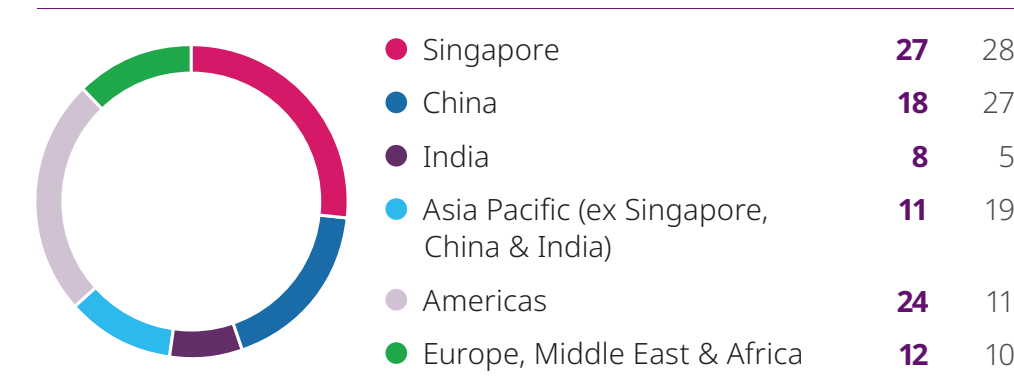 Singapore 27 28
China 18 27
India 8 5
Asia Pacific (ex Singapore, 11 19
China & India)
Americas 24 11
Europe, Middle East & Africa 12 10